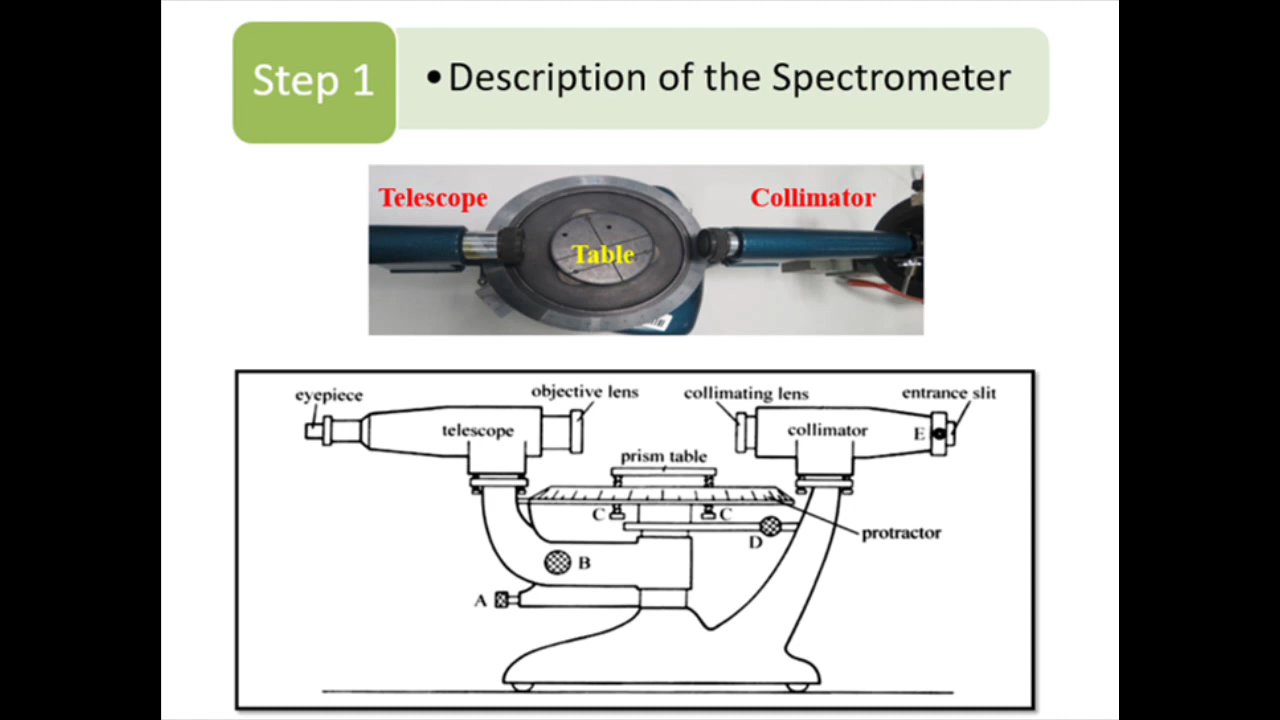 Step 1
•Description of the Spectrometer
Telescope
Collimator
Table
eyepiece
objective lens
collimating lens
entrance slit
telescope
collimator
E
prism table
C
C
D
protractor
B
A